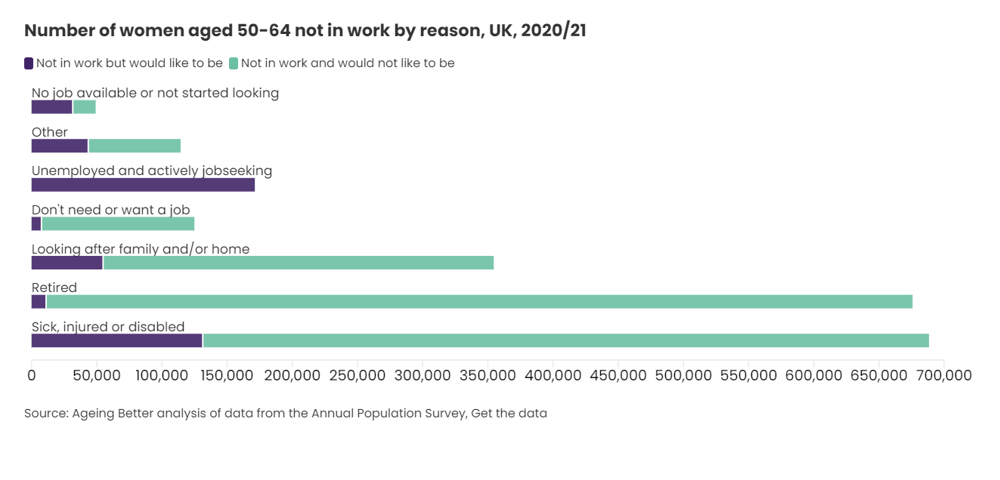 Number of women aged 50-64 not in work by reason, UK, 2020/21
Not in work but would like to be Not in work and would not like to be
No job available or not started looking
Other
Unemployed and actively jobseeking
Don't need or want a job
Looking after family and/or home
Retired
Sick, injured or disabled
0 50,000 100,000 150,000 200,000 250,000 300,000 350,000 400,000 450,000 500,000 550,000 600,000 650,000 700,000
Source: Ageing Better analysis of data from the Annual Population Survey, Get the data